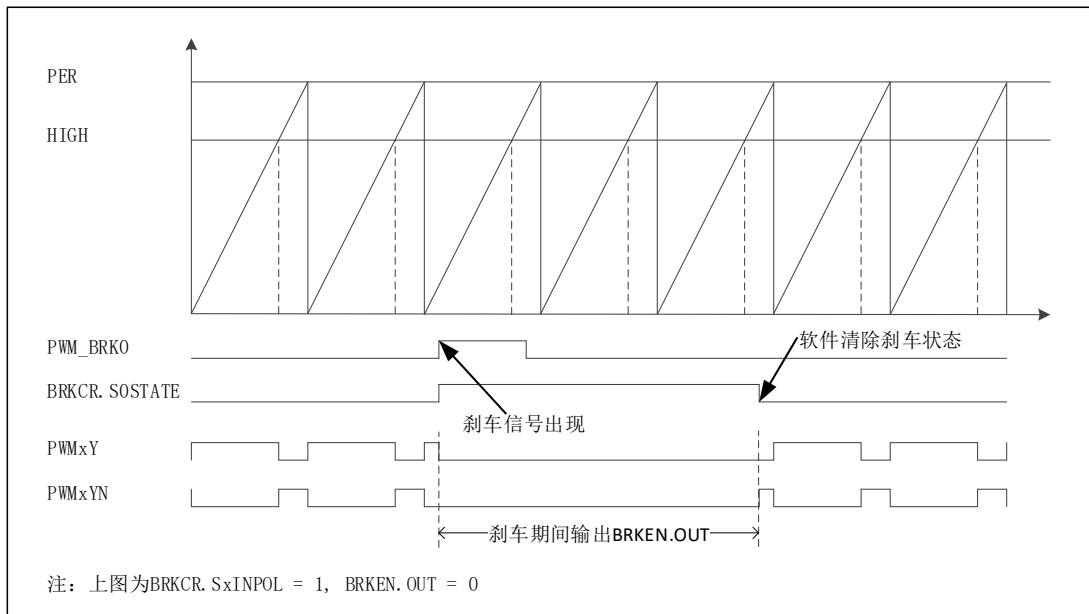 PER
HIGH
PWM_BRK0
软件清除刹车状态
BRKCR.S0STATE
刹车信号出现
PWMxY
PWMxYN
刹车期间输出BRKEN.OUT
注：上图为BRKCR.SxINPOL = 1, BRKEN.OUT = 0